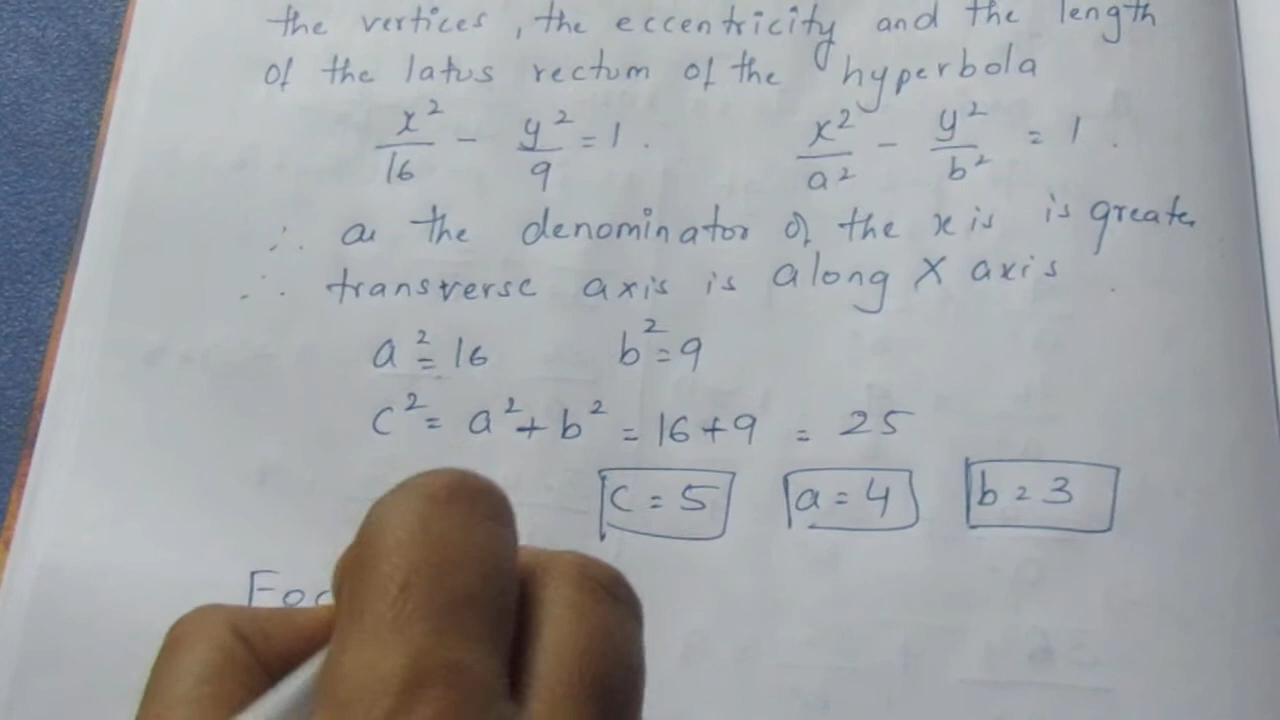 the vertices, the eccentricity and the length
of the latus rectum of the hyperbola
x²/16 - y²/9 = 1. x²/a² - y²/b² = 1.
∴ as the denominator of the x is is greater
∴ transverse axis is along X axis
a² = 16 b² = 9
c² = a² + b² = 16 + 9 = 25
c = 5 a = 4 b = 3
Foc